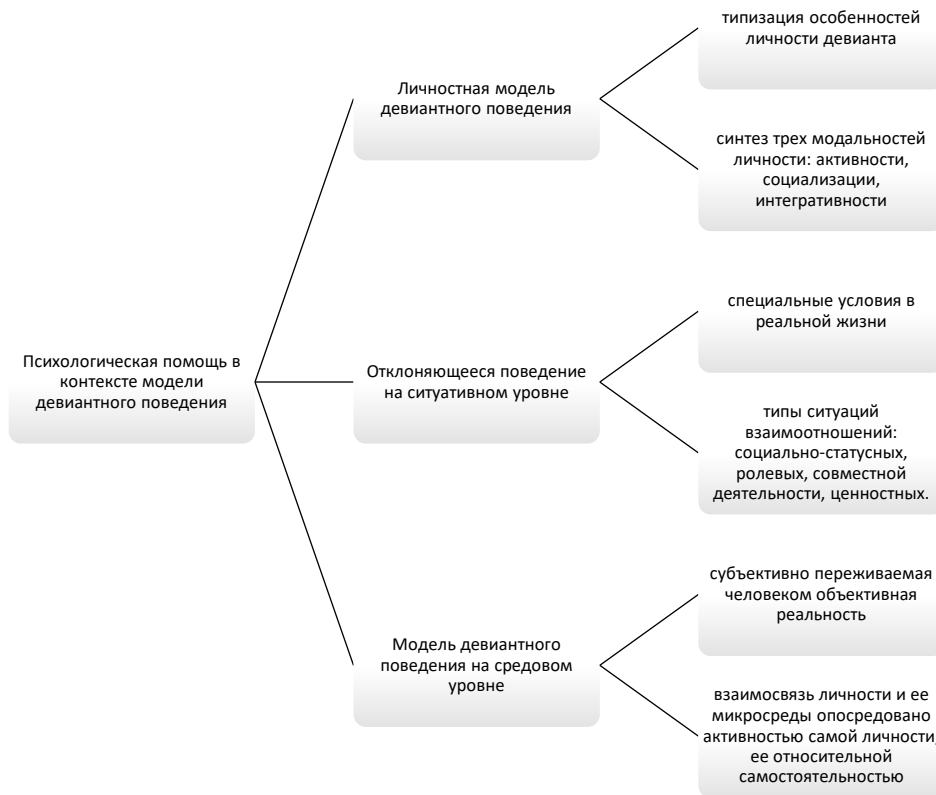 Психологическая помощь в
контексте модели
девиантного поведения
Личностная модель
девиантного поведения
типизация особенностей
личности девианта
синтез трех модальностей
личности: активности,
социализации,
интегративности
Отклоняющееся поведение
на ситуативном уровне
специальные условия в
реальной жизни
типы ситуаций
взаимоотношений:
социально-статусных,
ролевых, совместной
деятельности, ценностных.
Модель девиантного
поведения на средовом
уровне
субъективно переживаемая
человеком объективная
реальность
взаимосвязь личности и ее
микросреды опосредовано
активностью самой личности,
ее относительной
самостоятельностью